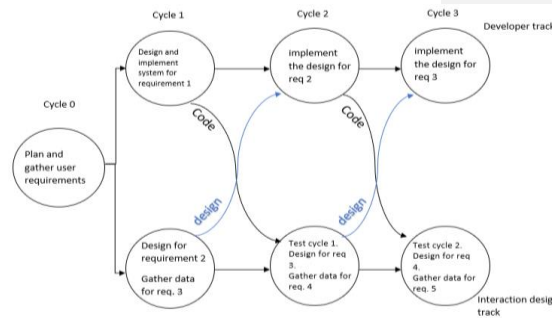 Cycle 1
Cycle 2
Cycle 3
Developer track
Design and
implement
system for
requirement 1
implement
the design for
req 2
implement
the design for
req 3
Cycle 0
Code
Code
Plan and
gather user
requirements
design
design
Design for
requirement 2
Gather data
for req. 3
Test cycle 1.
Design for req
3.
Gather data for
req. 4
Test cycle 2.
Design for req
4.
Gather data for
req. 5
Interaction desig
track